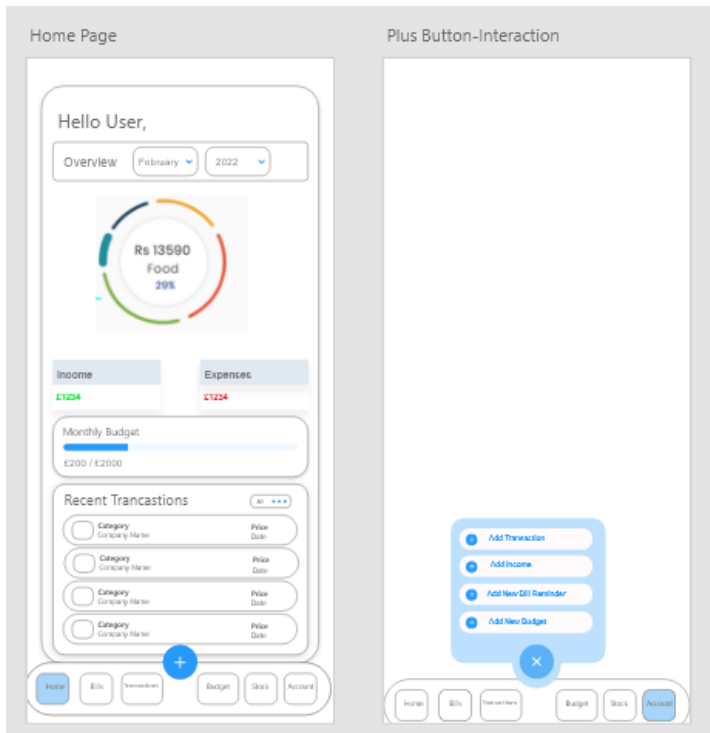 Home Page
Hello User,
Overview February 2022
Rs 13590
Food
29%
Income Expenses
£1234 £1234
Monthly Budget
£200 / £2000
Recent Trancastions All
Category Price
Company Name Date
Category Price
Company Name Date
Category Price
Company Name Date
Category Price
Company Name Date
+
Home Bills Transactions Budget Stock Account
Plus Button-Interaction
+ Add Transaction
+ Add Income
+ Add New Bill Reminder
+ Add New Budget
×
Home Bills Transactions Budget Stock Account